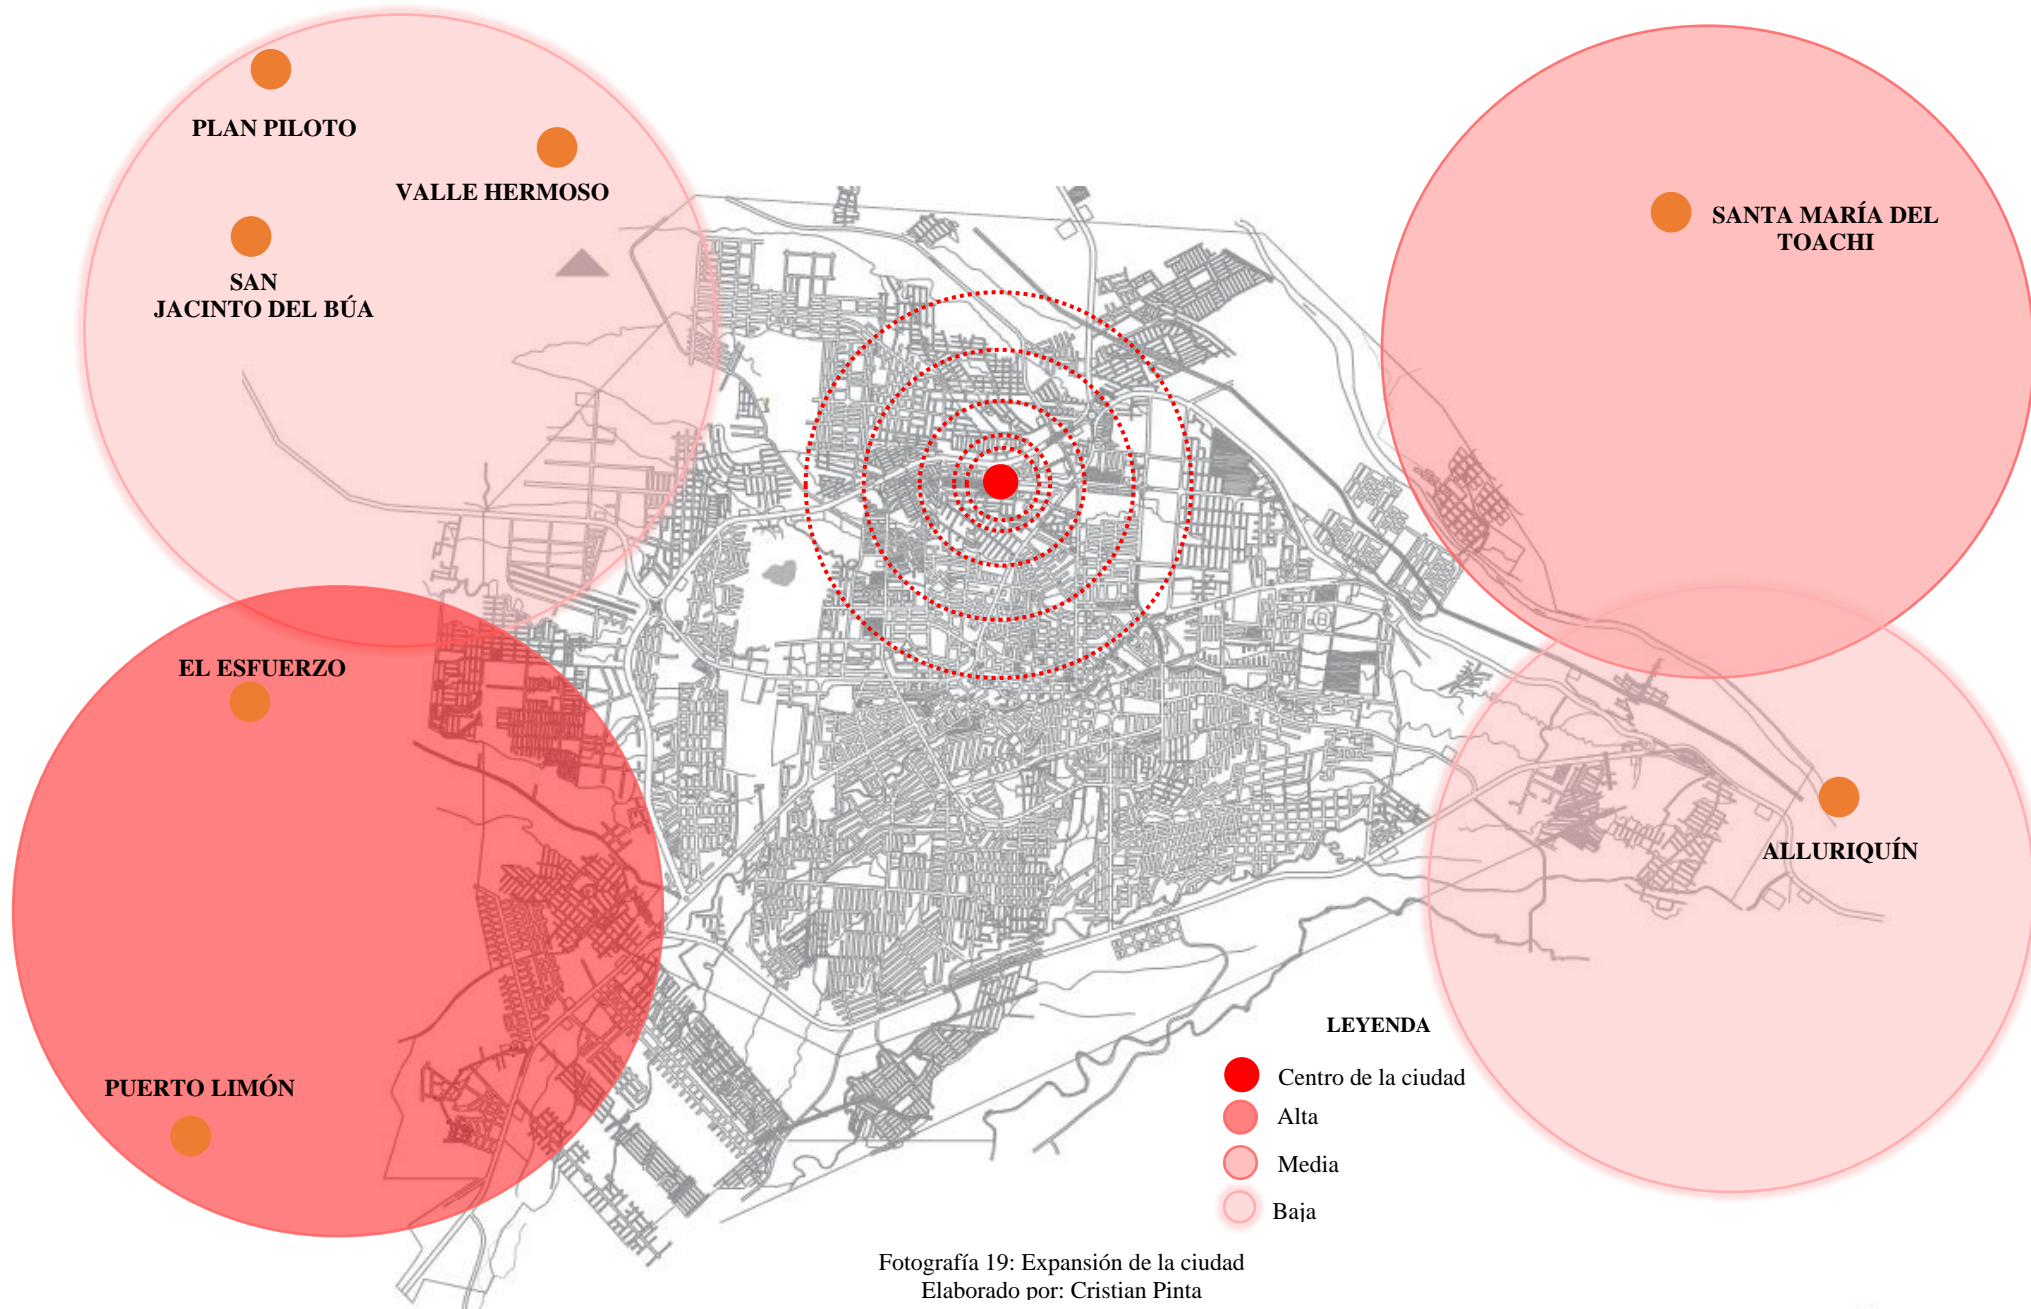 PLAN PILOTO
VALLE HERMOSO
SAN
JACINTO DEL BÚA
SANTA MARÍA DEL
TOACHI
EL ESFUERZO
ALLURIQUÍN
PUERTO LIMÓN
LEYENDA
Centro de la ciudad
Alta
Media
Baja
Fotografía 19: Expansión de la ciudad
Elaborado por: Cristian Pinta